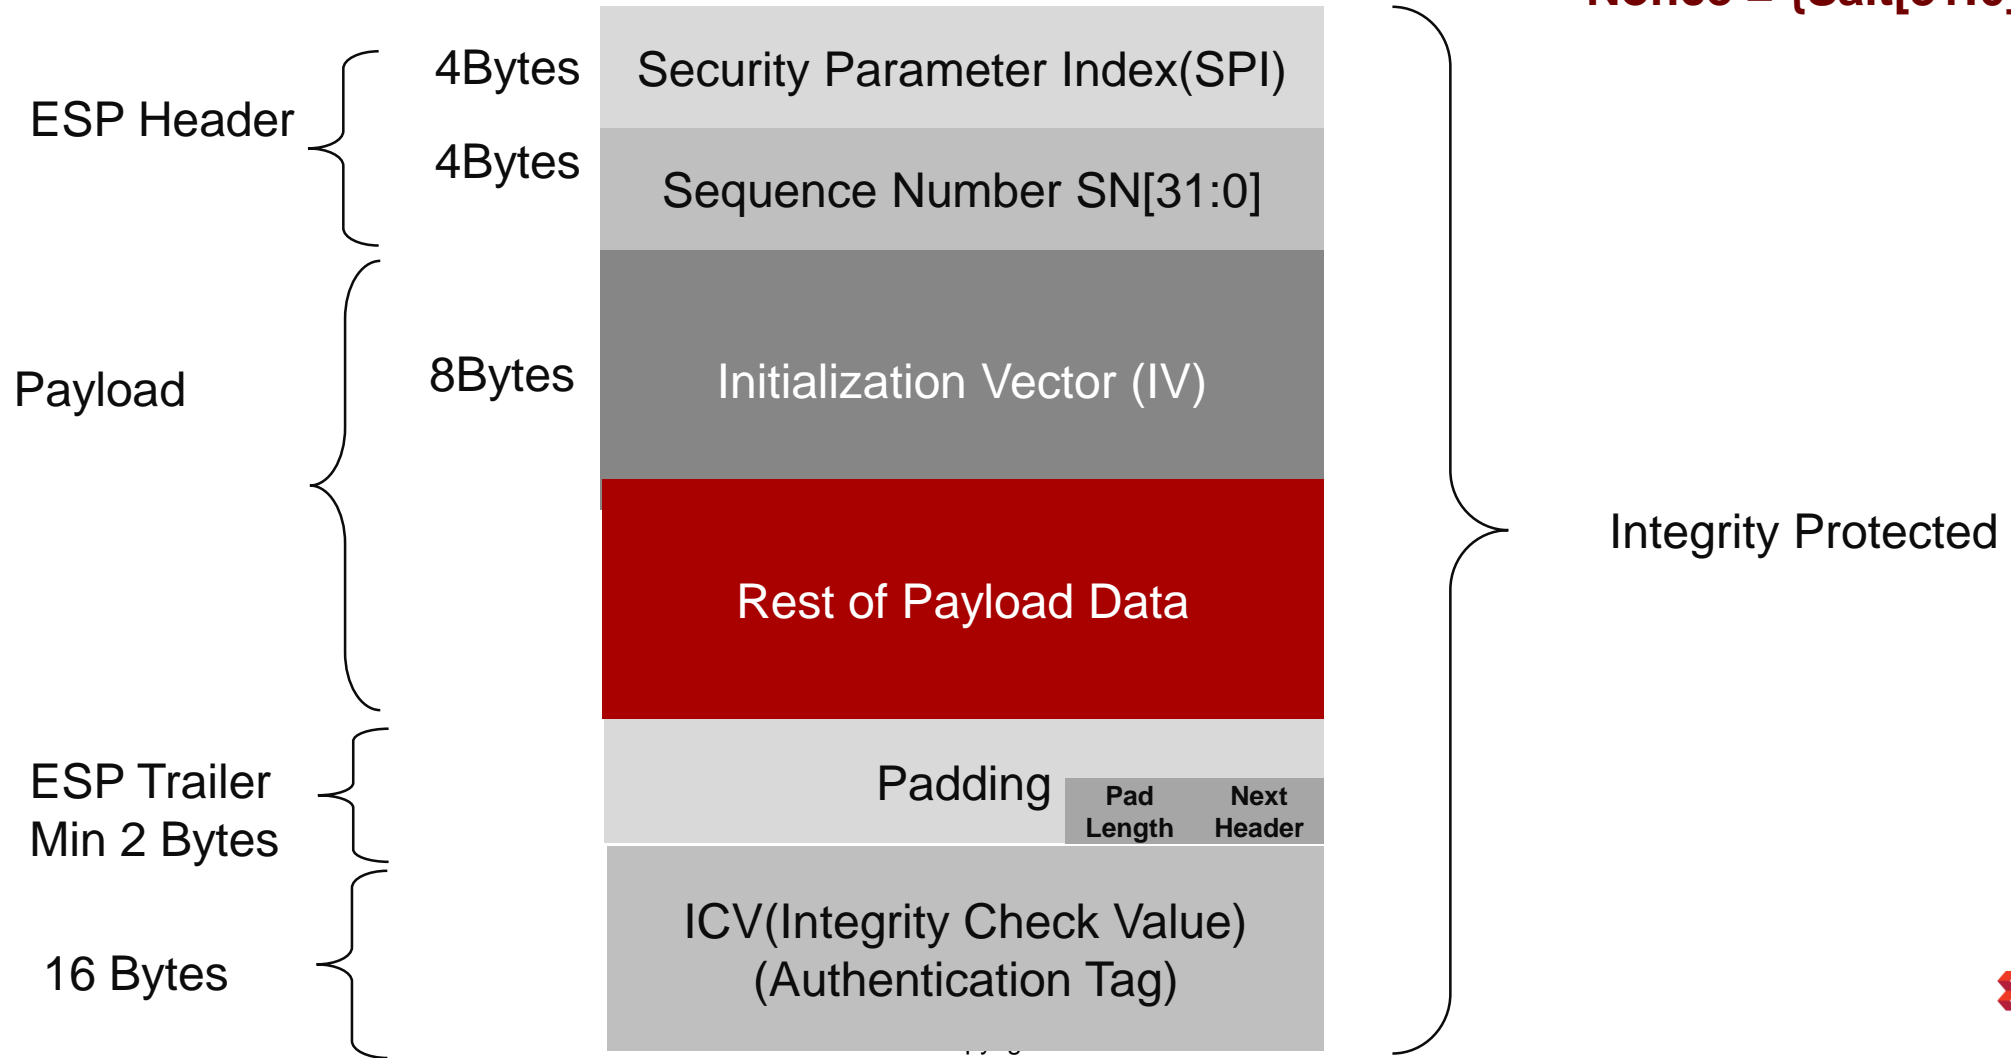 4Bytes
Security Parameter Index(SPI)
ESP Header
4Bytes
Sequence Number SN[31:0]
Payload
8Bytes
Initialization Vector (IV)
Integrity Protected
Rest of Payload Data
ESP Trailer
Min 2 Bytes
Padding
Pad
Length
Next
Header
16 Bytes
ICV(Integrity Check Value)
(Authentication Tag)